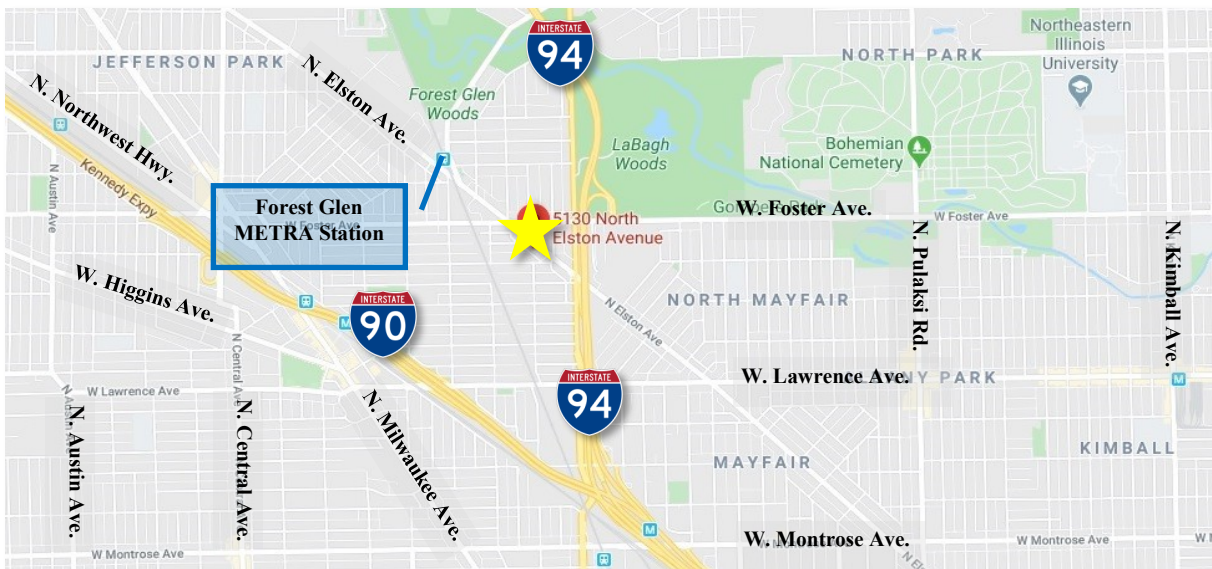 INTERSTATE
94
JEFFERSON PARK
N. Elston Ave.
NORTH PARK
Northeastern
Illinois
University
N. Northwest Hwy.
Forest Glen
Woods
LaBagh
Woods
Bohemian
National Cemetery
N Austin Ave
Kennedy Expy
Forest Glen
METRA Station
W Foster Ave
5130 North
Elston Avenue
W. Foster Ave.
W Foster Ave
N. Pulaksi Rd.
N. Kimball Ave.
W. Higgins Ave.
INTERSTATE
90
M
NORTH MAYFAIR
N Elston Ave
N Central Ave
W Lawrence Ave
INTERSTATE
94
W. Lawrence Ave.
NY PARK
M
N. Austin Ave.
N. Central Ave.
N. Milwaukee Ave.
MAYFAIR
KIMBALL
M
W Montrose Ave
W. Montrose Ave.
W Montrose Ave